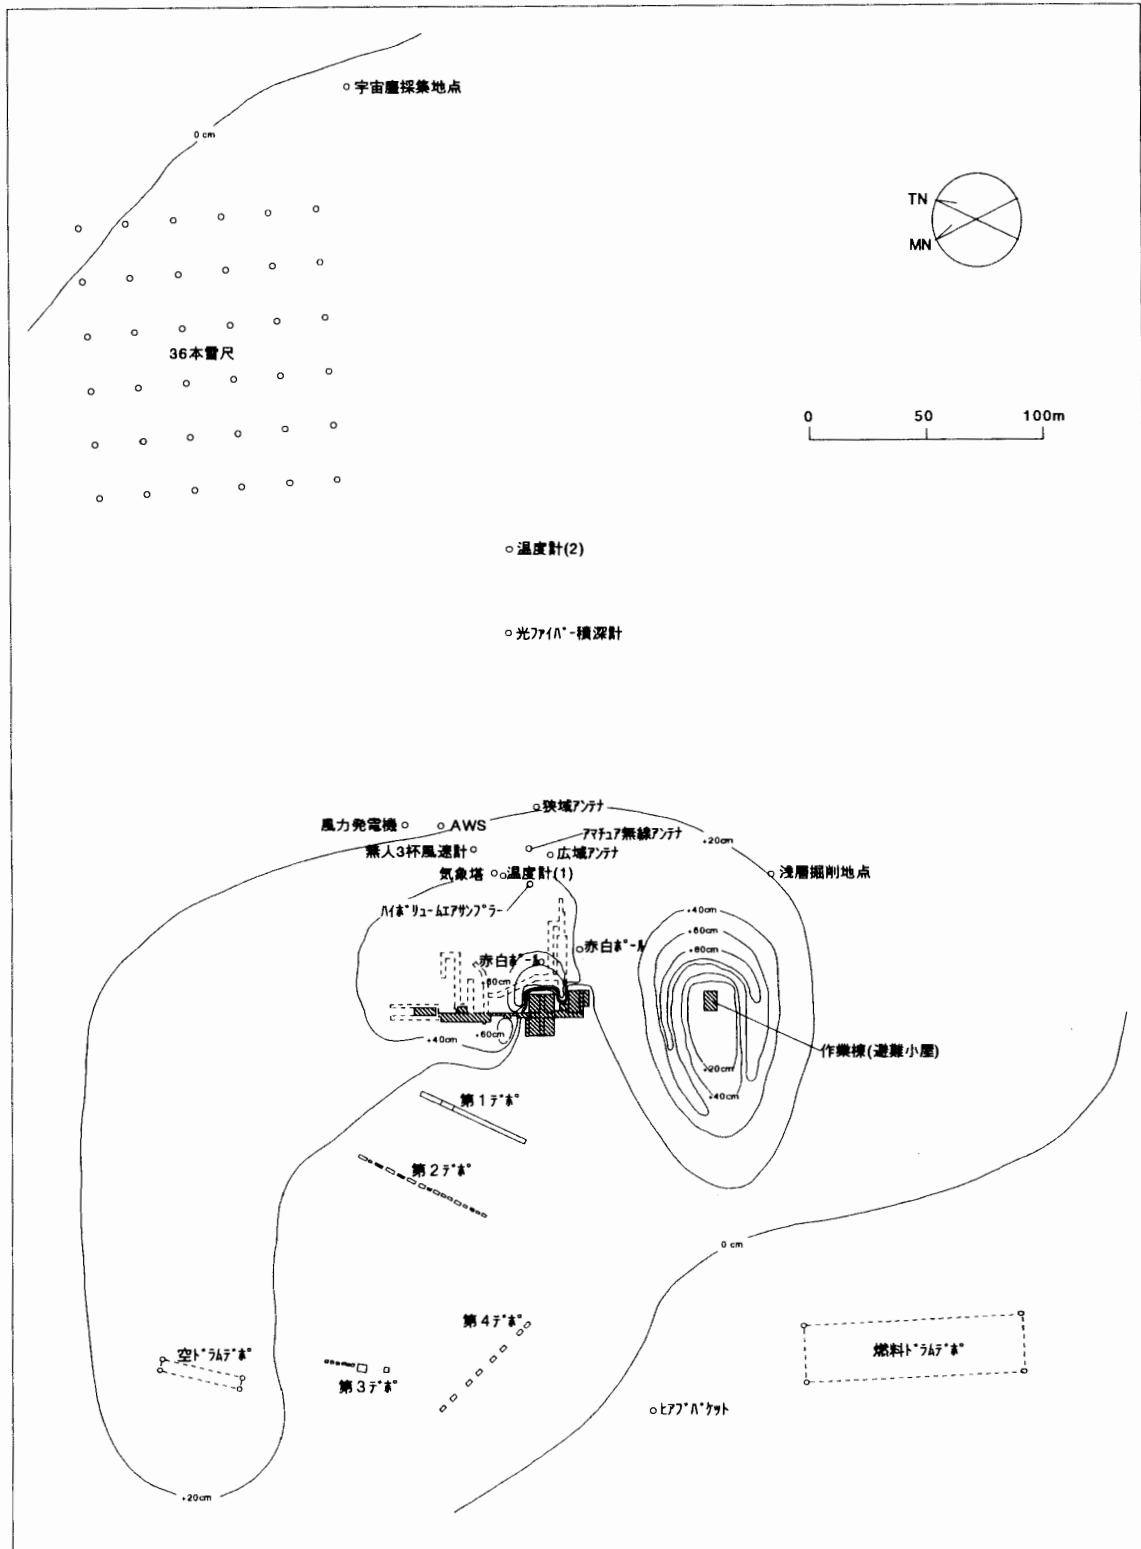 宇宙塵採集地点
0 cm
TN
MN
36本雪尺
0 50 100m
温度計(2)
光ﾌｧｲﾊﾞｰ積深計
狭域ｱﾝﾃﾅ
風力発電機
AWS
ｱﾏﾁｭｱ無線ｱﾝﾃﾅ
+20cm
無人3杯風速計
広域ｱﾝﾃﾅ
気象塔
温度計(1)
浅層掘削地点
ﾊｲﾎﾞﾘｭｰﾑｴｱｻﾝﾌﾟﾗｰ
+40cm
+60cm
+80cm
赤白ﾎﾟｰﾙ
赤白ﾎﾟｰﾙ
+80cm
+60cm
+40cm
作業棟(避難小屋)
+20cm
+40cm
第1ﾃﾞﾎﾟ
第2ﾃﾞﾎﾟ
0 cm
第4ﾃﾞﾎﾟ
空ﾄﾞﾗﾑﾃﾞﾎﾟ
燃料ﾄﾞﾗﾑﾃﾞﾎﾟ
第3ﾃﾞﾎﾟ
ﾋｱﾌﾞﾊﾞｹｯﾄ
+20cm